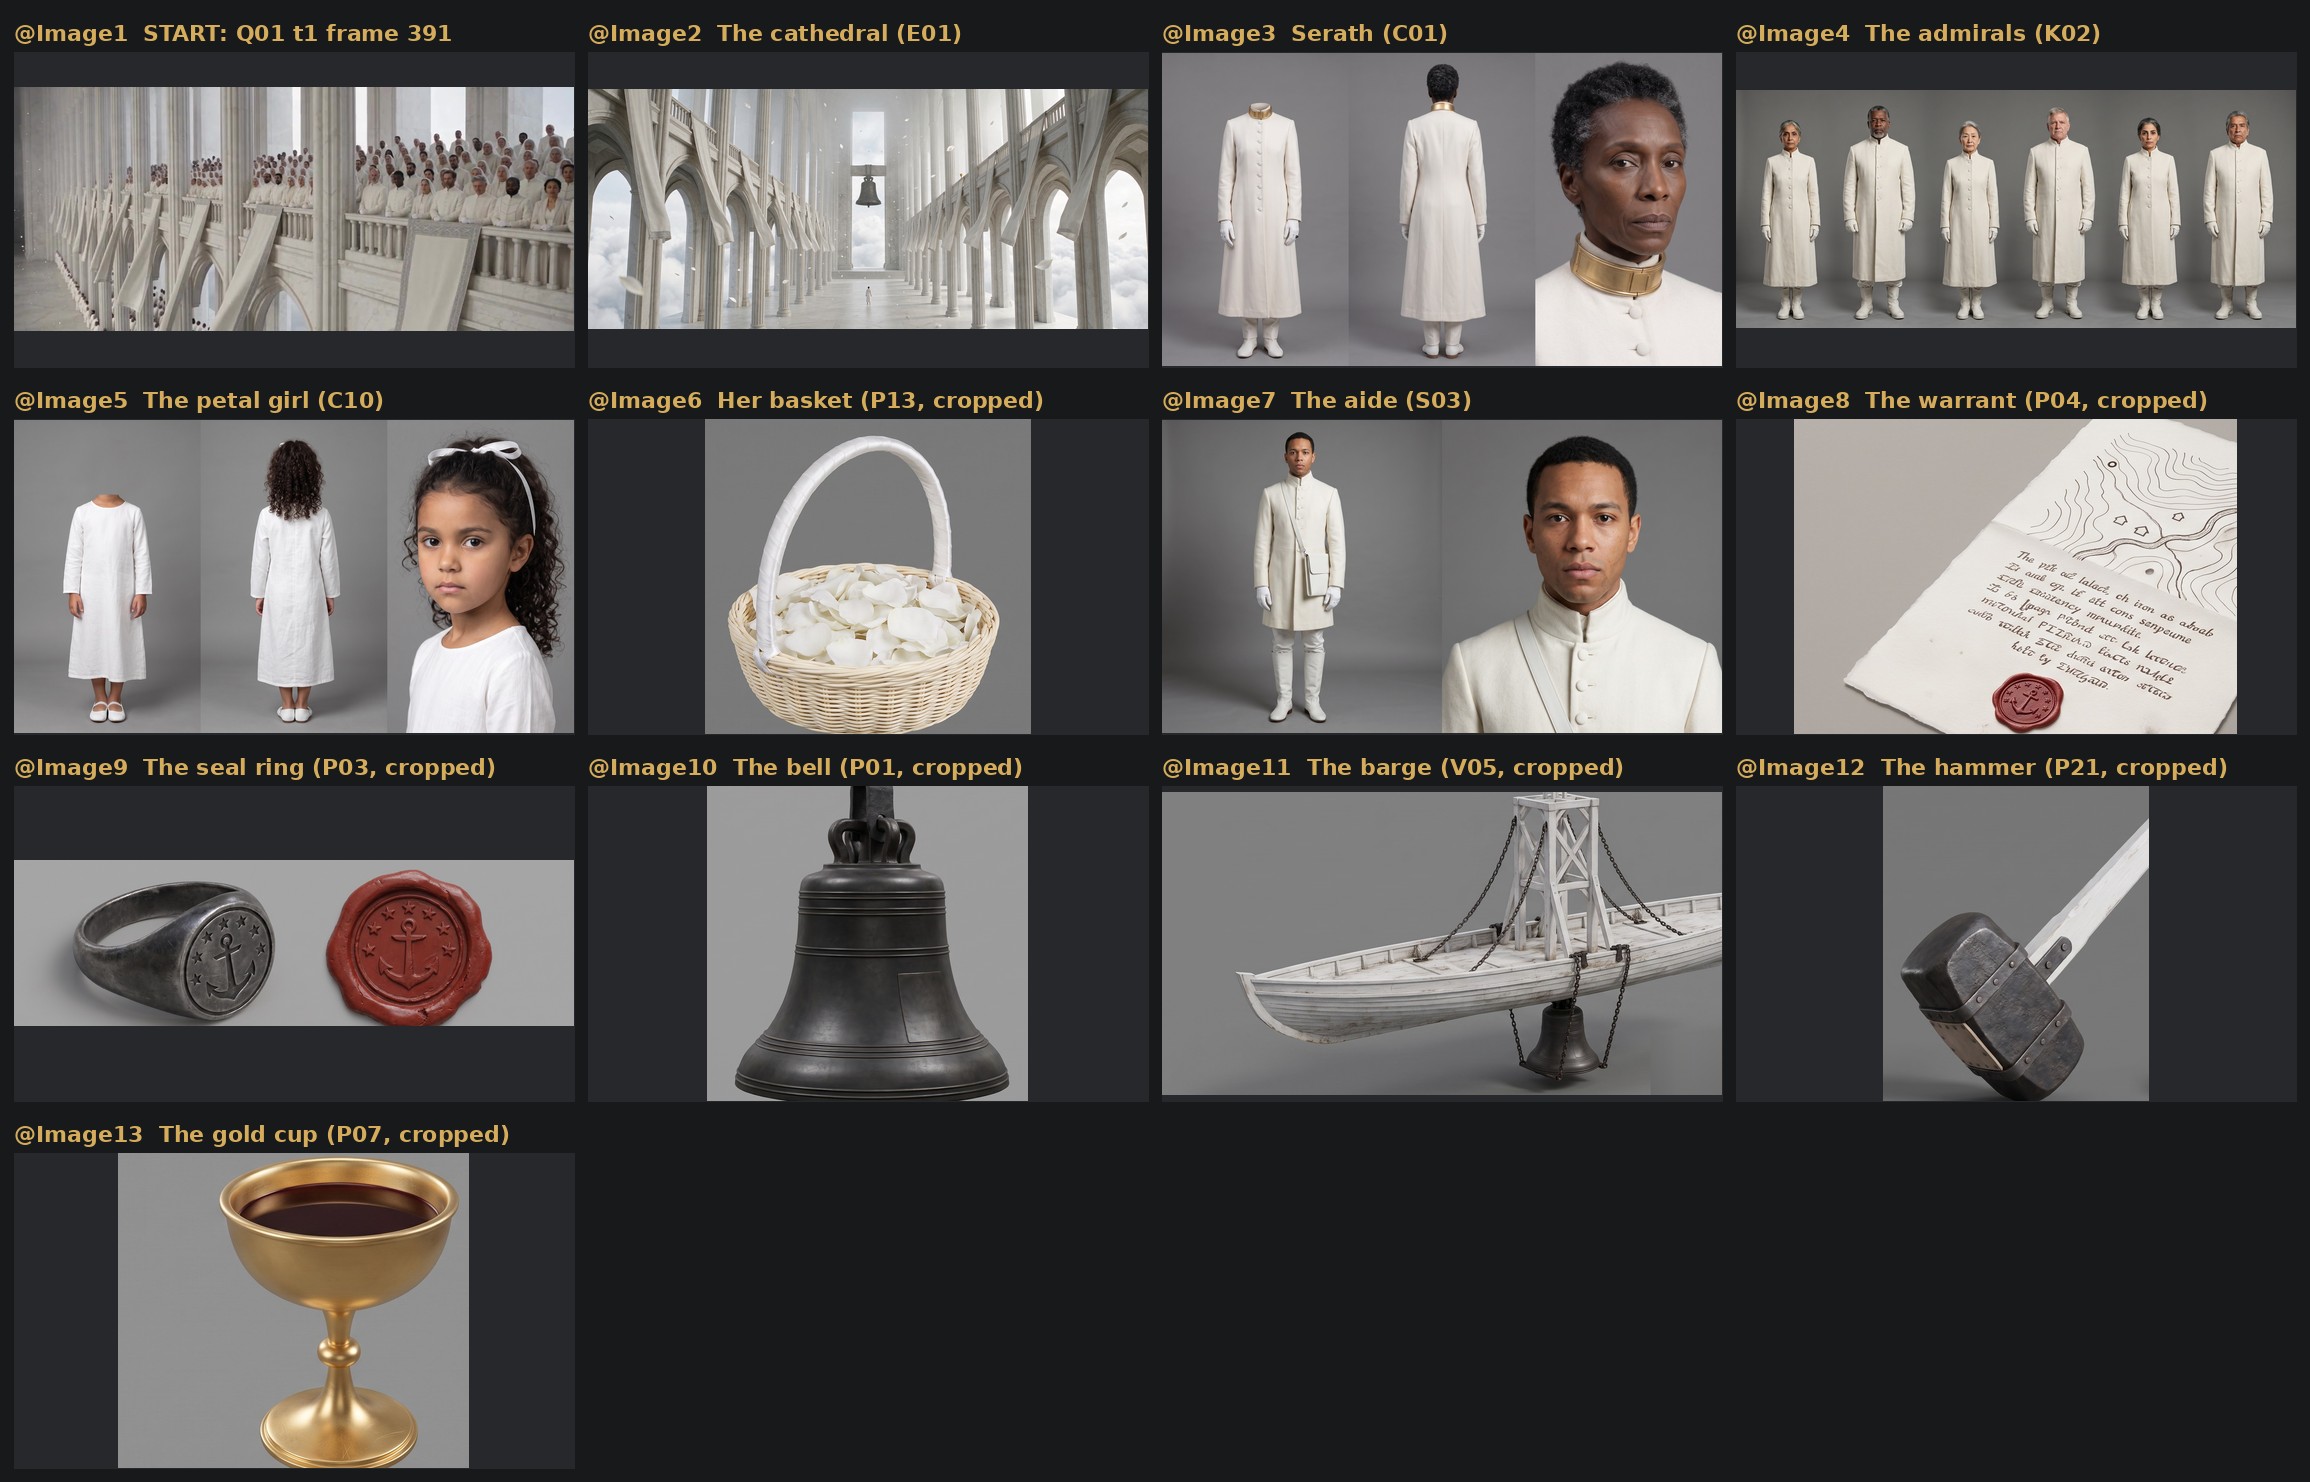 @Image1 START: Q01 t1 frame 391
@Image2 The cathedral (E01)
@Image3 Serath (C01)
@Image4 The admirals (K02)
@Image5 The petal girl (C10)
@Image6 Her basket (P13, cropped)
@Image7 The aide (S03)
@Image8 The warrant (P04, cropped)
@Image9 The seal ring (P03, cropped)
@Image10 The bell (P01, cropped)
@Image11 The barge (V05, cropped)
@Image12 The hammer (P21, cropped)
@Image13 The gold cup (P07, cropped)